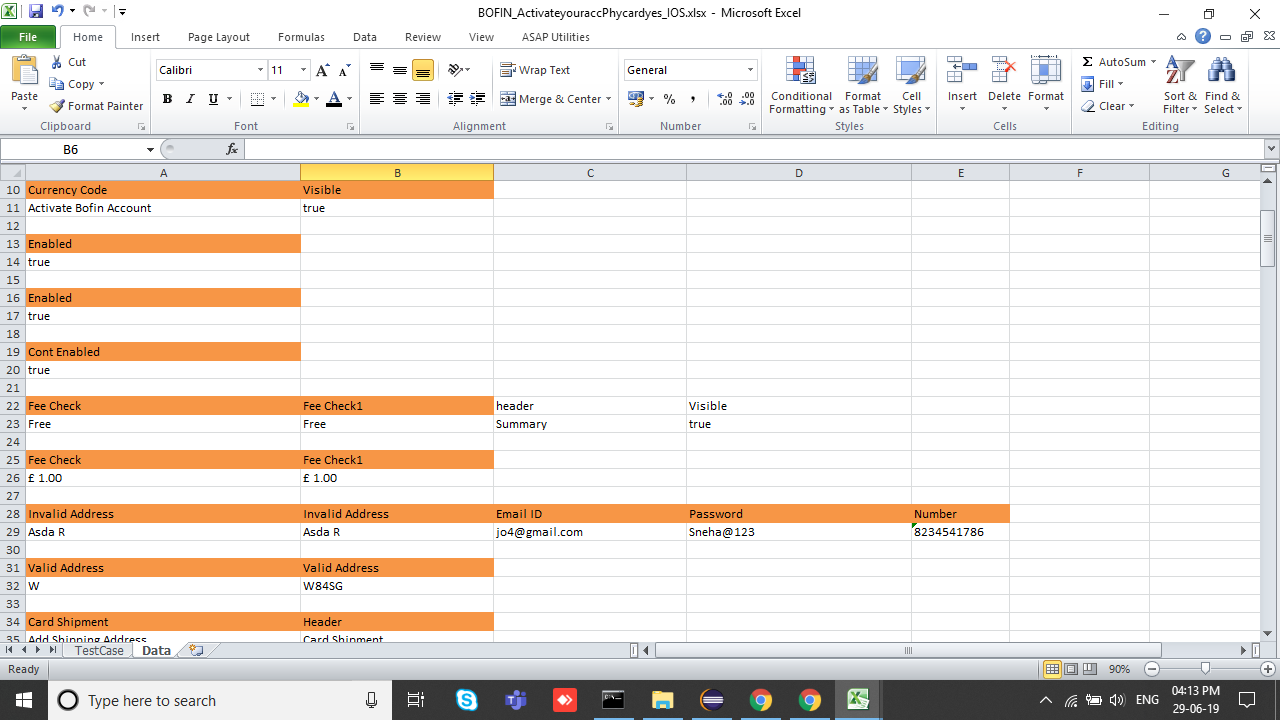 BOFIN_ActivateyouraccPhycardyes_IOS.xlsx - Microsoft Excel
File Home Insert Page Layout Formulas Data Review View ASAP Utilities
Paste Cut Copy Format Painter Clipboard
Calibri 11 B I U Font
Wrap Text Merge & Center Alignment
General % , Number
Conditional Formatting Format as Table Cell Styles Styles
Insert Delete Format Cells
Σ AutoSum Fill Clear Sort & Filter Find & Select Editing
B6 fx
A B C D E F G
10 Currency Code Visible
11 Activate Bofin Account true
12
13 Enabled
14 true
15
16 Enabled
17 true
18
19 Cont Enabled
20 true
21
22 Fee Check Fee Check1 header Visible
23 Free Free Summary true
24
25 Fee Check Fee Check1
26 £ 1.00 £ 1.00
27
28 Invalid Address Invalid Address Email ID Password Number
29 Asda R Asda R jo4@gmail.com Sneha@123 8234541786
30
31 Valid Address Valid Address
32 W W84SG
33
34 Card Shipment Header
35 Add Shipping Address Card Shipment
TestCase Data
Ready 90%
Type here to search ENG 04:13 PM
29-06-19